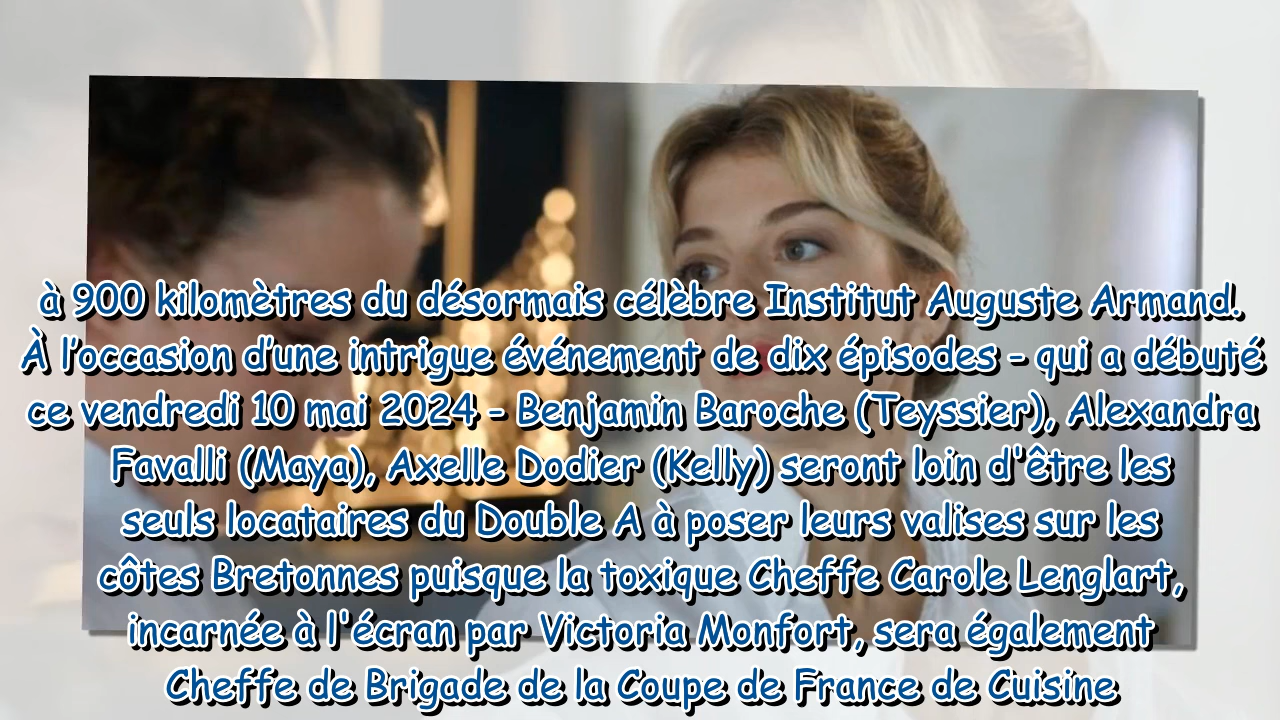 à 900 kilomètres du désormais célèbre Institut Auguste Armand.
À l’occasion d’une intrigue événement de dix épisodes – qui a débuté
ce vendredi 10 mai 2024 – Benjamin Baroche (Teyssier), Alexandra
Favalli (Maya), Axelle Dodier (Kelly) seront loin d'être les
seuls locataires du Double A à poser leurs valises sur les
côtes Bretonnes puisque la toxique Cheffe Carole Lenglart,
incarnée à l'écran par Victoria Monfort, sera également
Cheffe de Brigade de la Coupe de France de Cuisine